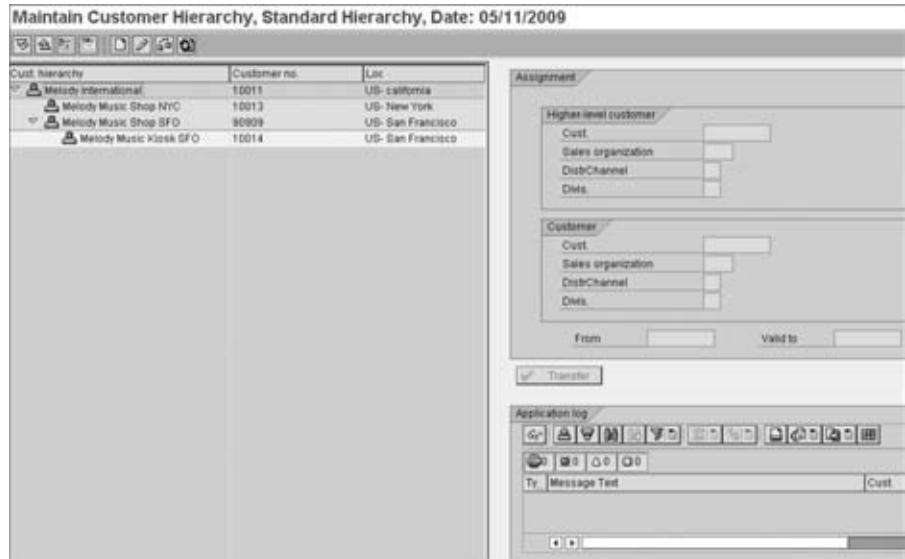 Maintain Customer Hierarchy, Standard Hierarchy, Date: 05/11/2009
Cust. hierarchy Customer no. Loc
Melody International 10011 US- california
Melody Music Shop NYC 10013 US- New York
Melody Music Shop SFO 90909 US- San Francisco
Melody Music Kiosk SFO 10014 US- San Francisco
Assignment
Higher-level customer
Cust.
Sales organization
DistrChannel
Divis.
Customer
Cust.
Sales organization
DistrChannel
Divis.
From Valid to
Transfer
Application log
0 0 0 0
Ty. Message Text Cust